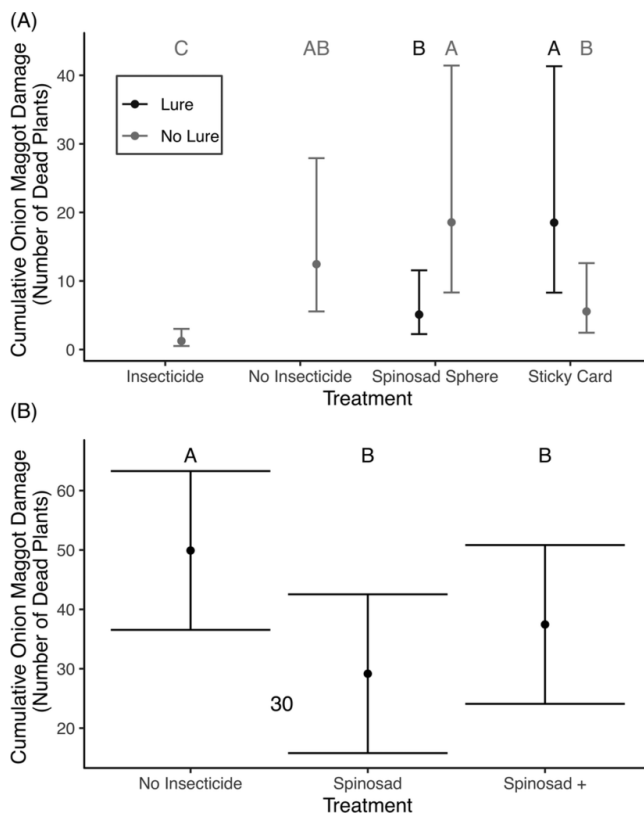 (A)
Cumulative Onion Maggot Damage
(Number of Dead Plants)
C AB B A A B
40
30
20
10
0
Lure
No Lure
Insecticide No Insecticide Spinosad Sphere Sticky Card
Treatment
(B)
Cumulative Onion Maggot Damage
(Number of Dead Plants)
A B B
60
50
40
30
20
30
No Insecticide Spinosad Spinosad +
Treatment